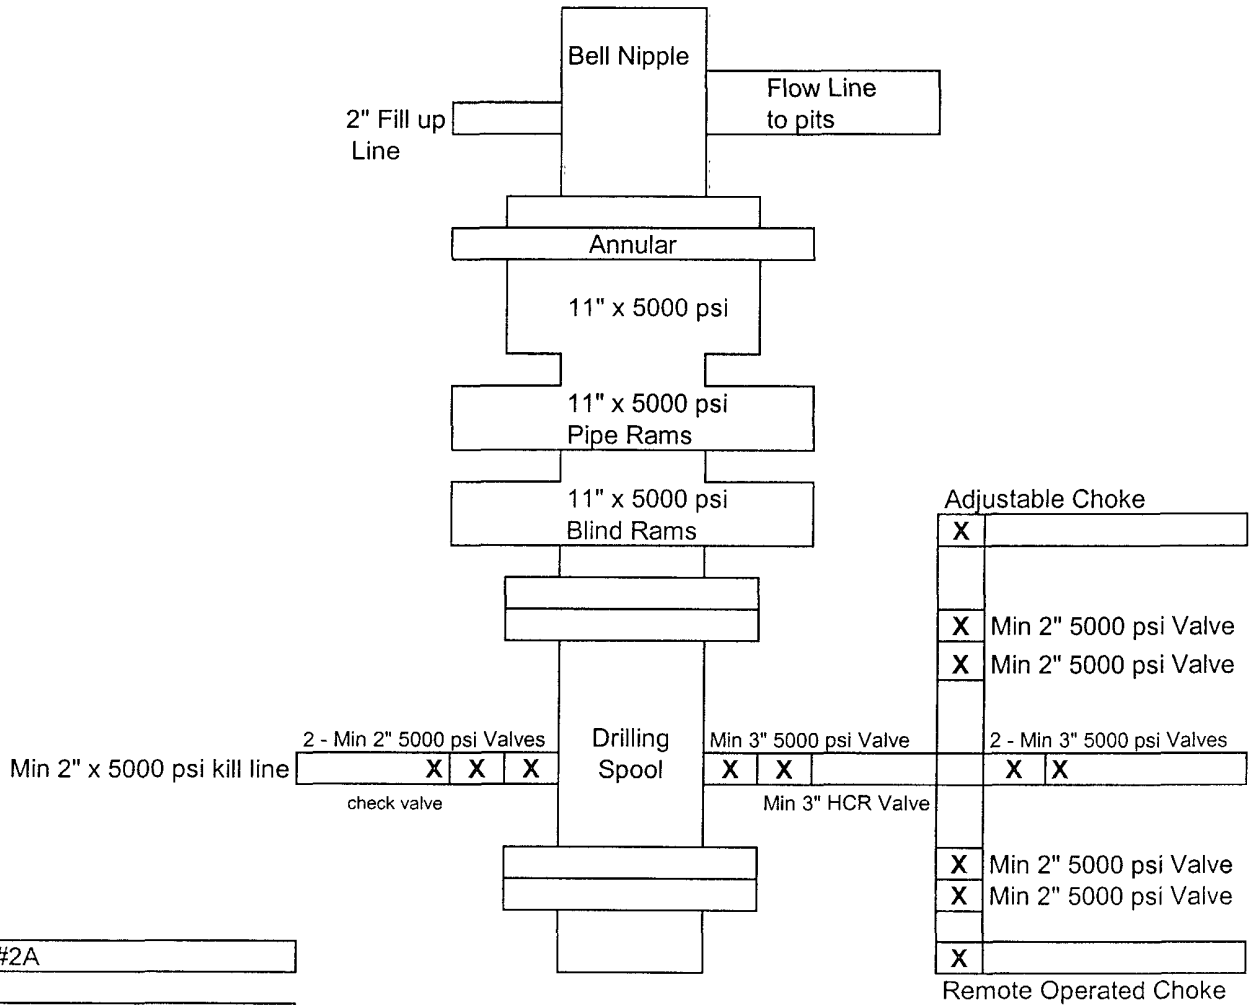 Bell Nipple
Flow Line
to pits
2" Fill up
Line
Annular
11" x 5000 psi
11" x 5000 psi
Pipe Rams
11" x 5000 psi
Blind Rams
Adjustable Choke
X
X Min 2" 5000 psi Valve
X Min 2" 5000 psi Valve
2 - Min 2" 5000 psi Valves
Drilling
Spool
Min 3" 5000 psi Valve
2 - Min 3" 5000 psi Valves
Min 2" x 5000 psi kill line
X X X
X X
X X
check valve
Min 3" HCR Valve
X Min 2" 5000 psi Valve
X Min 2" 5000 psi Valve
#2A
X
Remote Operated Choke